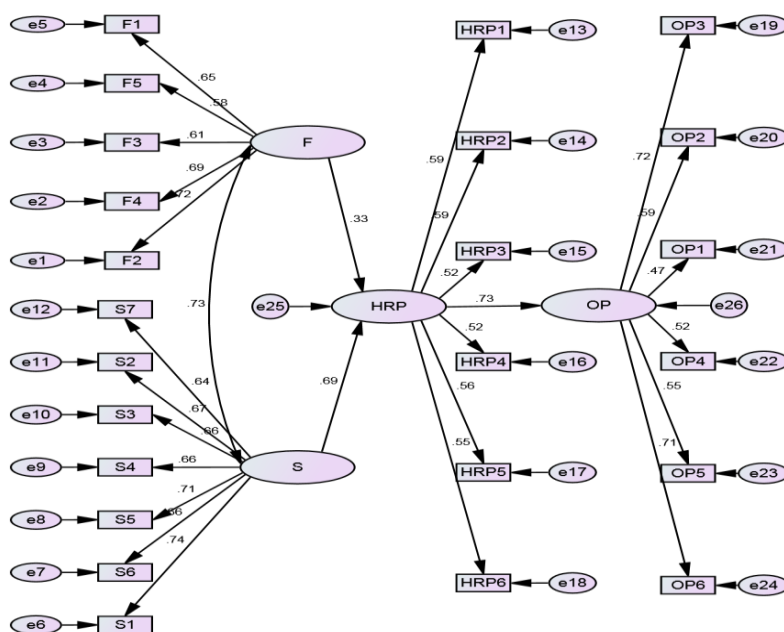 e5 F1
.65
e4 F5
.58
e3 F3
.61
F
e2 F4
.69
e1 F2
.72
.33
.73
e12 S7
.64
e11 S2
.67
e10 S3
.66
e9 S4
.66
S
e8 S5
.71
e7 S6
e6 S1
.74
.69
e25 HRP
.73
OP e26
HRP1 e13
.59
HRP2 e14
.59
HRP3 e15
.52
HRP4 e16
.52
HRP5 e17
.56
HRP6 e18
.55
OP3 e19
.72
OP2 e20
.59
OP1 e21
.47
OP4 e22
.52
OP5 e23
.55
OP6 e24
.71